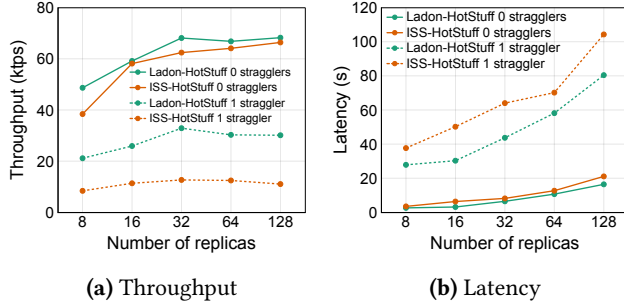 80
60
40
20
0
Throughput (ktps)
Ladon-HotStuff 0 stragglers
ISS-HotStuff 0 stragglers
Ladon-HotStuff 1 straggler
ISS-HotStuff 1 straggler
8 16 32 64 128
Number of replicas
(a) Throughput
120
100
80
60
40
20
0
Latency (s)
Ladon-HotStuff 0 stragglers
ISS-HotStuff 0 stragglers
Ladon-HotStuff 1 straggler
ISS-HotStuff 1 straggler
8 16 32 64 128
Number of replicas
(b) Latency